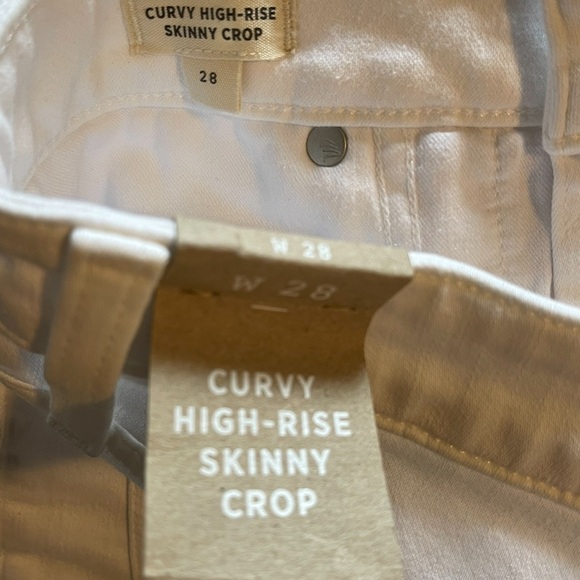 CURVY HIGH-RISE
SKINNY CROP
28
W 28
W 28
CURVY
HIGH-RISE
SKINNY
CROP